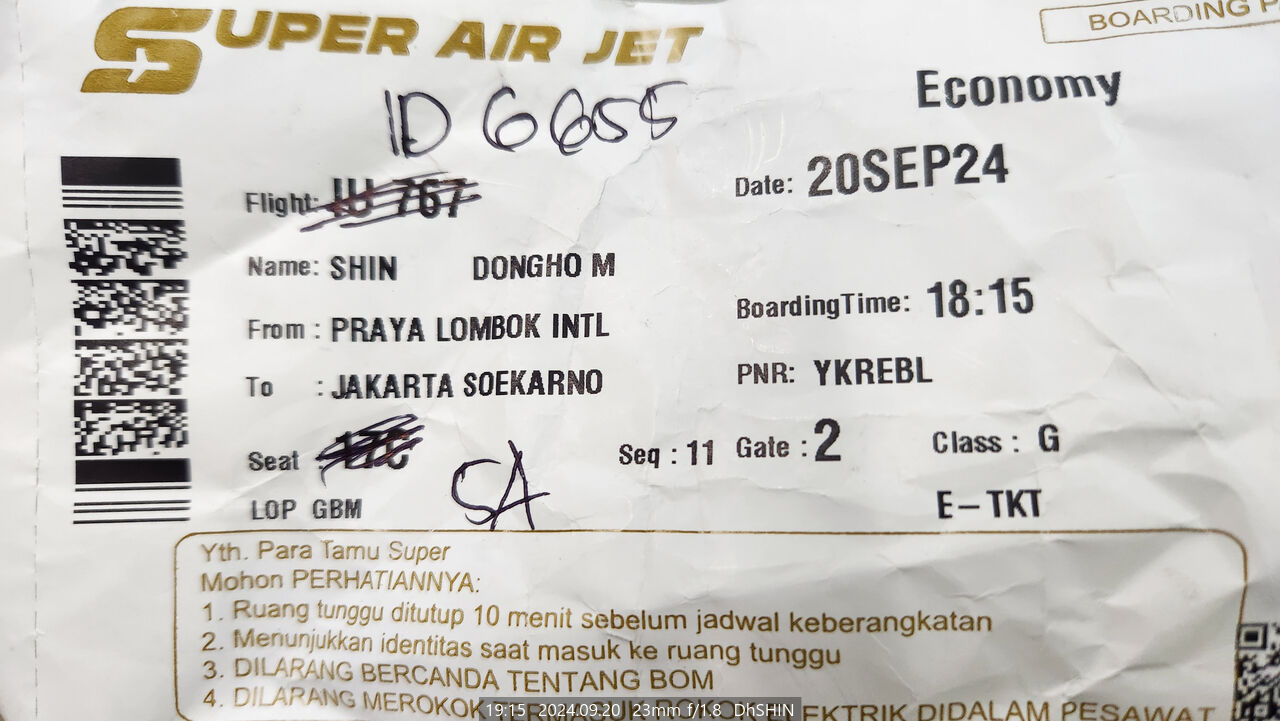 SUPER AIR JET
BOARDING P
Economy
ID 6655
Flight: IU 767
Date: 20SEP24
Name: SHIN DONGHO M
BoardingTime: 18:15
From : PRAYA LOMBOK INTL
PNR: YKREBL
To : JAKARTA SOEKARNO
Seat
5A
Seq : 11 Gate : 2 Class : G
LOP GBM
E-TKT
Yth. Para Tamu Super
Mohon PERHATIANNYA:
1. Ruang tunggu ditutup 10 menit sebelum jadwal keberangkatan
2. Menunjukkan identitas saat masuk ke ruang tunggu
3. DILARANG BERCANDA TENTANG BOM
4. DILARANG MEROKOK DIDALAM PESAWAT
19:15 2024.09.20 23mm f/1.8 DhSHIN